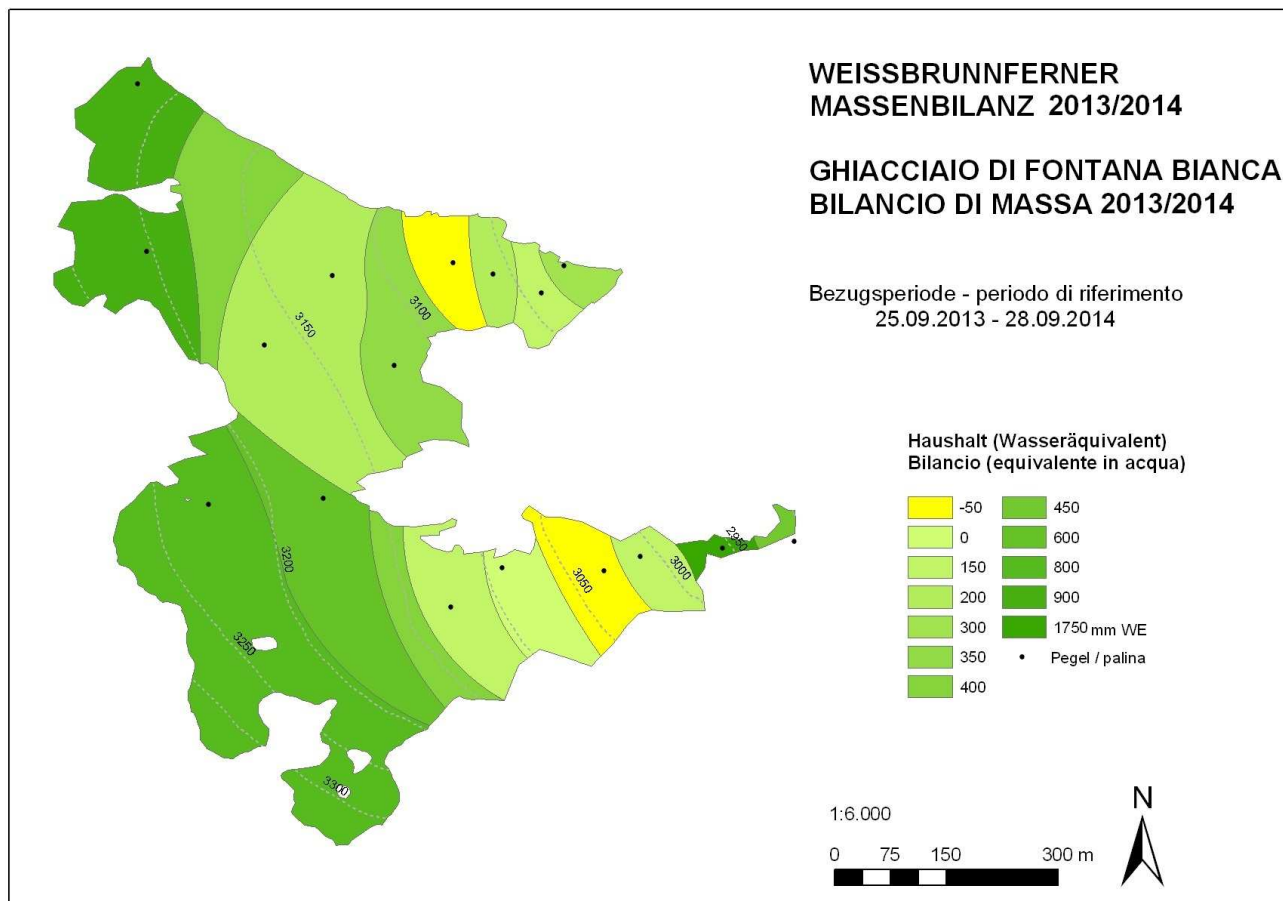 WEISSBRUNNFERNER
MASSENBILANZ 2013/2014
GHIACCIAIO DI FONTANA BIANCA
BILANCIO DI MASSA 2013/2014
Bezugsperiode - periodo di riferimento
25.09.2013 - 28.09.2014
3100
3150
3200
3250
3300
3050
3000
2950
Haushalt (Wasseräquivalent)
Bilancio (equivalente in acqua)
-50
0
150
200
300
350
400
450
600
800
900
1750 mm WE
Pegel / palina
1:6.000
0 75 150 300 m
N